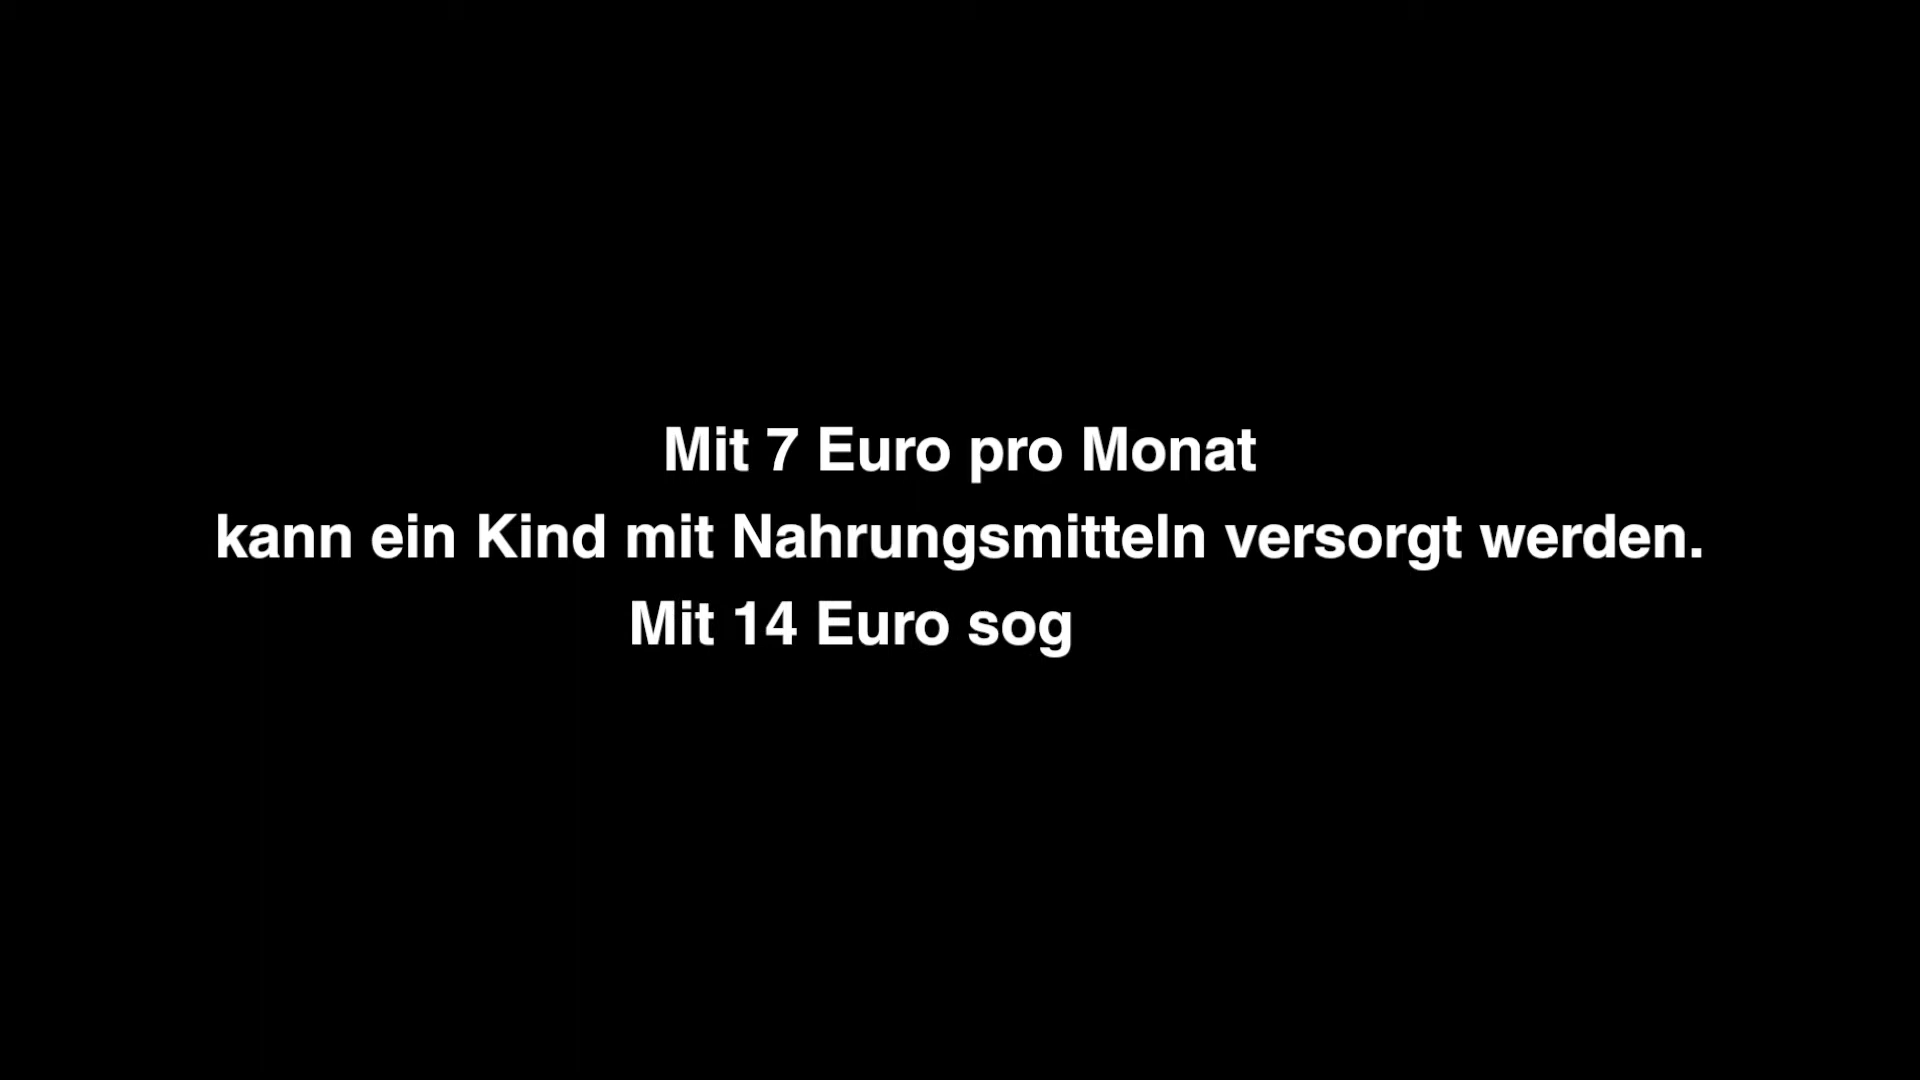 Mit 7 Euro pro Monat
kann ein Kind mit Nahrungsmitteln versorgt werden.
Mit 14 Euro sog